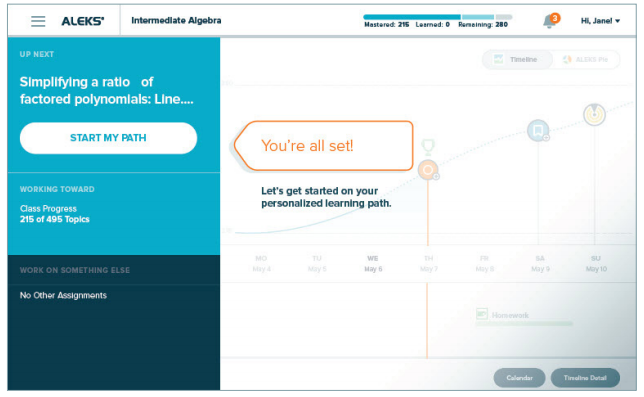 ALEKS®
Intermediate Algebra
Mastered: 215 Learned: 0 Remaining: 280
3
Hi, Jane!
UP NEXT
Simplifying a ratio of
factored polynomials: Line....
START MY PATH
Timeline
ALEKS Pie
You're all set!
Let's get started on your
personalized learning path.
WORKING TOWARD
Class Progress
215 of 495 Topics
WORK ON SOMETHING ELSE
No Other Assignments
MO TU WE TH FR SA SU
May 4 May 5 May 6 May 7 May 8 May 9 May 10
Homework
Calendar
Timeline Detail